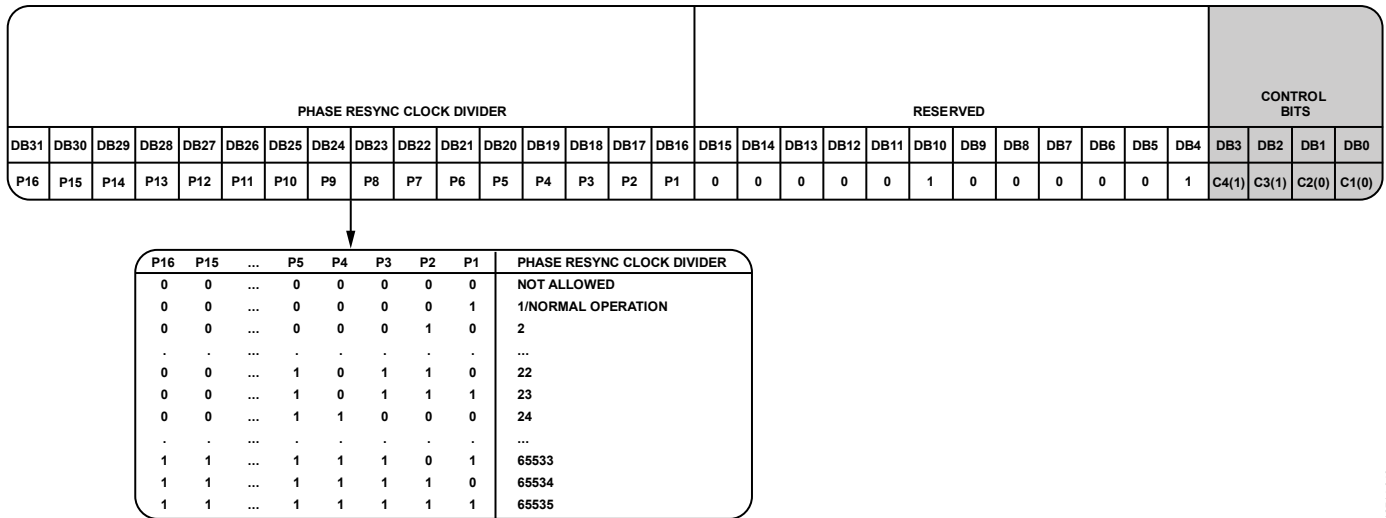 PHASE RESYNC CLOCK DIVIDER RESERVED CONTROL
BITS
DB31 DB30 DB29 DB28 DB27 DB26 DB25 DB24 DB23 DB22 DB21 DB20 DB19 DB18 DB17 DB16 DB15 DB14 DB13 DB12 DB11 DB10 DB9 DB8 DB7 DB6 DB5 DB4 DB3 DB2 DB1 DB0
P16 P15 P14 P13 P12 P11 P10 P9 P8 P7 P6 P5 P4 P3 P2 P1 0 0 0 0 0 1 0 0 0 0 0 1 C4(1) C3(1) C2(0) C1(0)
P16 P15 ... P5 P4 P3 P2 P1 PHASE RESYNC CLOCK DIVIDER
0 0 ... 0 0 0 0 0 NOT ALLOWED
0 0 ... 0 0 0 0 1 1/NORMAL OPERATION
0 0 ... 0 0 0 1 0 2
. . ... . . . . . ...
0 0 ... 1 0 1 1 0 22
0 0 ... 1 0 1 1 1 23
0 0 ... 1 1 0 0 0 24
. . ... . . . . . ...
1 1 ... 1 1 1 0 1 65533
1 1 ... 1 1 1 1 0 65534
1 1 ... 1 1 1 1 1 65535